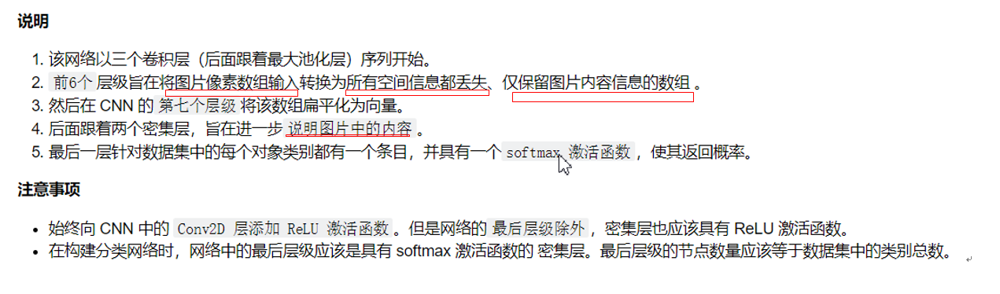 说明
1. 该网络以三个卷积层（后面跟着最大池化层）序列开始。
2. 前6个 层级旨在将图片像素数组输入转换为所有空间信息都丢失、仅保留图片内容信息的数组 。
3. 然后在 CNN 的 第七个层级 将该数组扁平化为向量。
4. 后面跟着两个密集层，旨在进一步 说明图片中的内容 。
5. 最后一层针对数据集中的每个对象类别都有一个条目，并具有一个 softmax 激活函数 ，使其返回概率。
注意事项
• 始终向 CNN 中的 Conv2D 层添加 ReLU 激活函数 。但是网络的 最后层级除外 ，密集层也应该具有 ReLU 激活函数。
• 在构建分类网络时，网络中的最后层级应该是具有 softmax 激活函数的 密集层。最后层级的节点数量应该等于数据集中的类别总数。